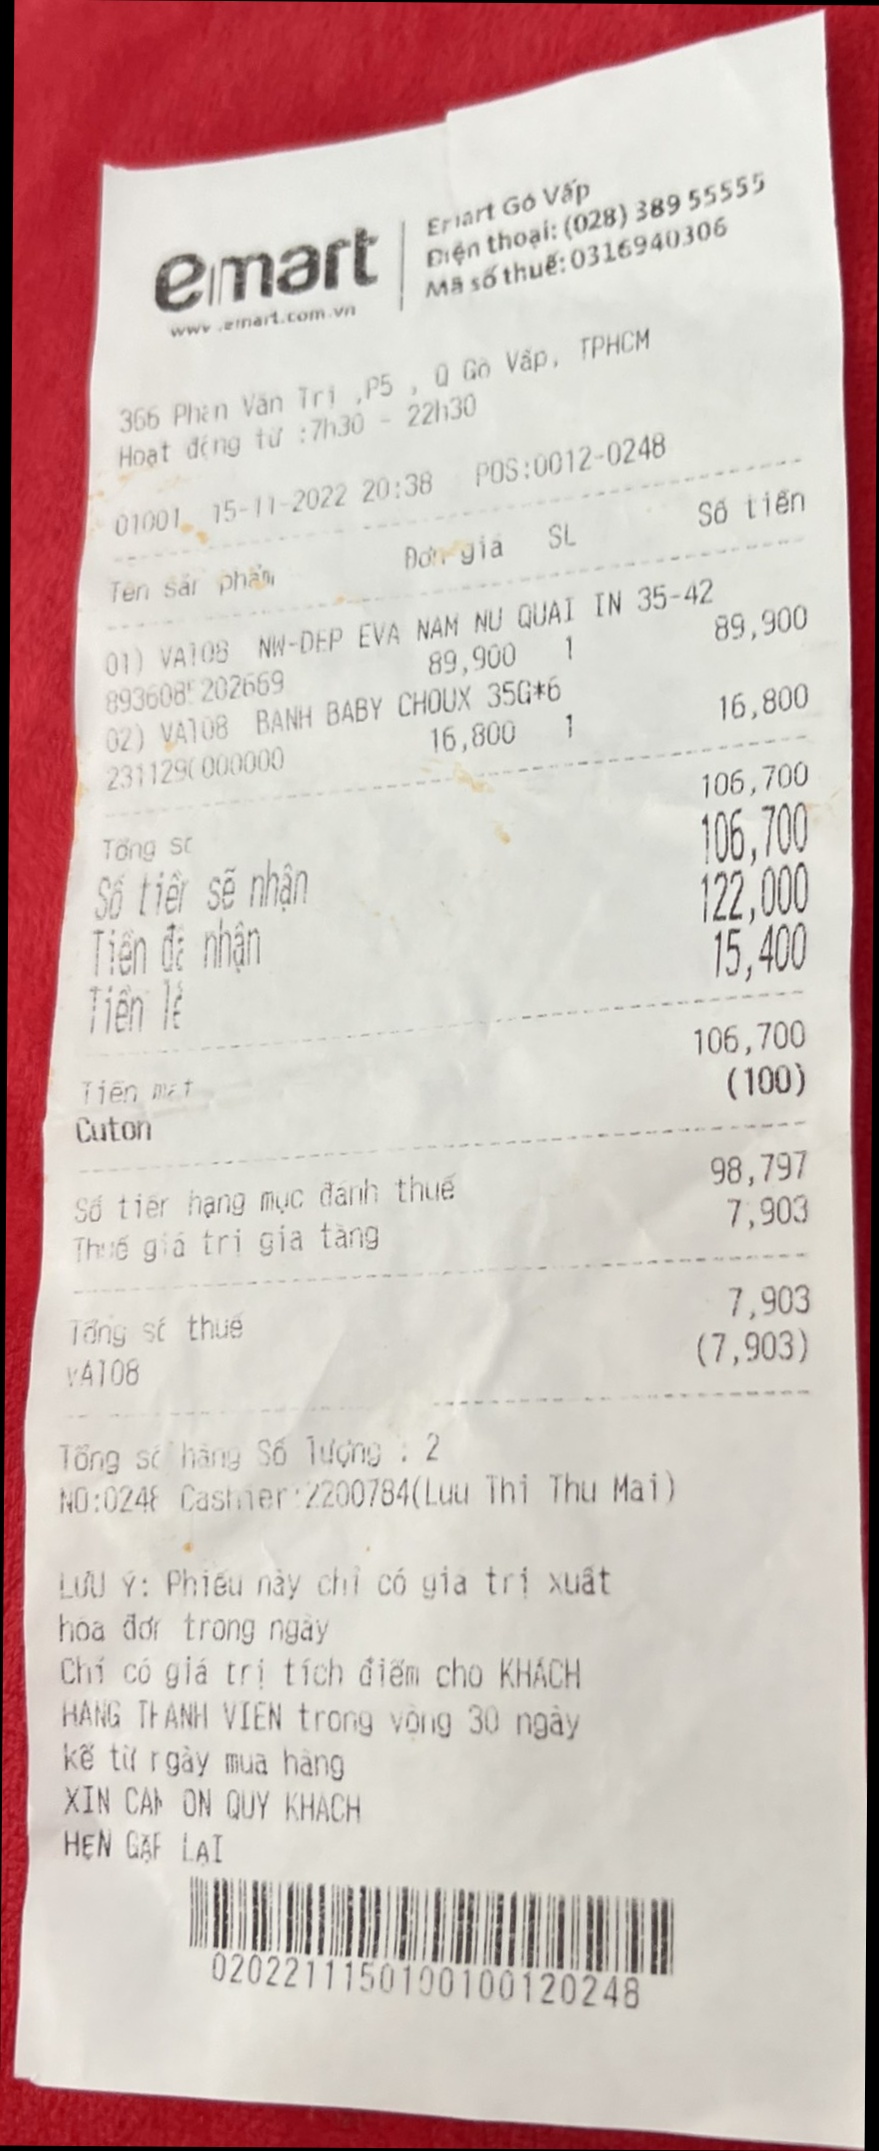 emart
www.emart.com.vn
Emart Gò Vấp
Điện thoại: (028) 389 55555
Mã số thuế: 0316940306
366 Phan Văn Trị ,P5 , Q Gò Vấp, TPHCM
Hoạt động từ :7h30 - 22h30
01001 15-11-2022 20:38 POS:0012-0248
Tên sản phẩm Đơn giá SL Số tiền
01) VAT08 NW-DEP EVA NAM NU QUAI IN 35-42
89,900 1 89,900
02) VAT08 BANH BABY CHOUX 35G*6
16,800 1 16,800
Tổng số 106,700
Số tiền sẽ nhận 106,700
Tiền đã nhận 122,000
Tiền lẻ 15,400
Tiền mặt 106,700
Cuton (100)
Số tiền hạng mục đánh thuế 98,797
Thuế giá trị gia tăng 7,903
Tổng số thuế 7,903
VAT08 (7,903)
Tổng số hàng Số lượng : 2
NO:0248 Cashier:2200784(Luu Thi Thu Mai)
LƯU Ý: Phiếu này chỉ có giá trị xuất
hóa đơn trong ngày
Chỉ có giá trị tích điểm cho KHÁCH
HÀNG THÀNH VIÊN trong vòng 30 ngày
kể từ ngày mua hàng
XIN CAM ON QUY KHACH
HẸN GẶP LẠI
0202211150100100120248